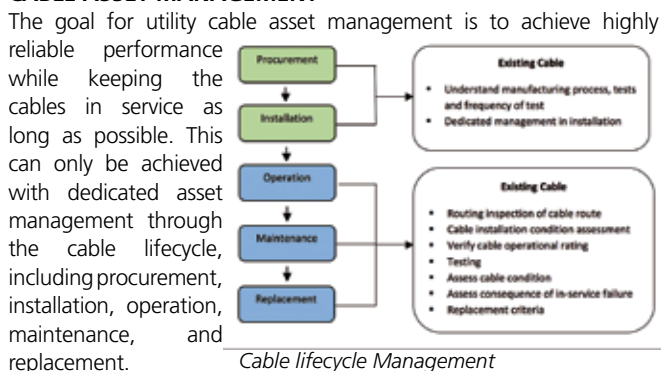 CABLE ASSET MANAGEMENT
The goal for utility cable asset management is to achieve highly
reliable performance
while keeping the
cables in service as
long as possible. This
can only be achieved
with dedicated asset
management through
the cable lifecycle,
including procurement,
installation, operation,
maintenance, and
replacement.
Procurement
Installation
Operation
Maintenance
Replacement
Existing Cable
• Understand manufacturing process, tests
and frequency of test
• Dedicated management in installation
Existing Cable
• Routing inspection of cable route
• Cable installation condition assessment
• Verify cable operational rating
• Testing
• Assess cable condition
• Assess consequence of in-service failure
• Replacement criteria
Cable lifecycle Management